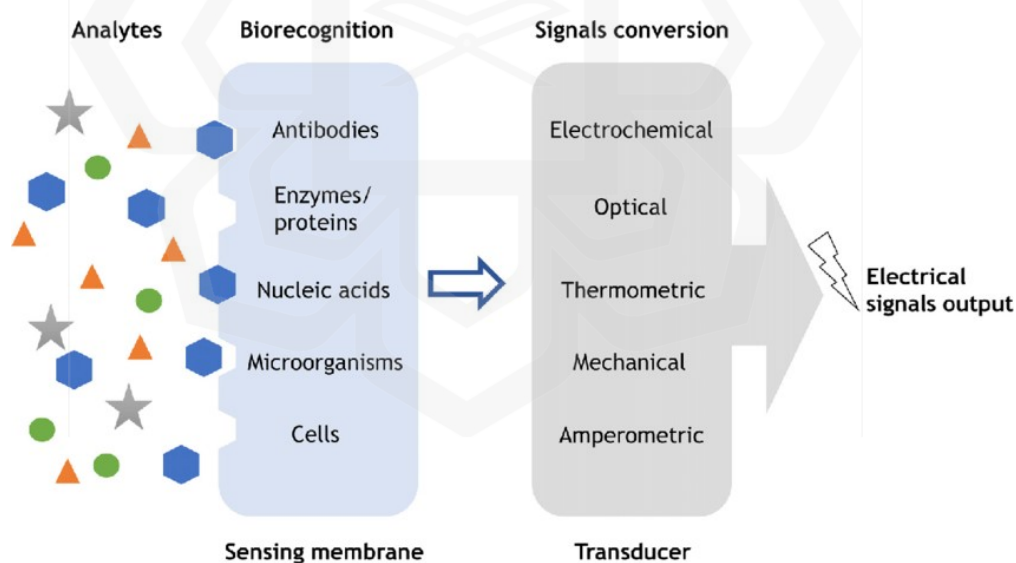 Analytes
Biorecognition
Signals conversion
Antibodies
Enzymes/
proteins
Nucleic acids
Microorganisms
Cells
Electrochemical
Optical
Thermometric
Mechanical
Amperometric
Electrical
signals output
Sensing membrane
Transducer